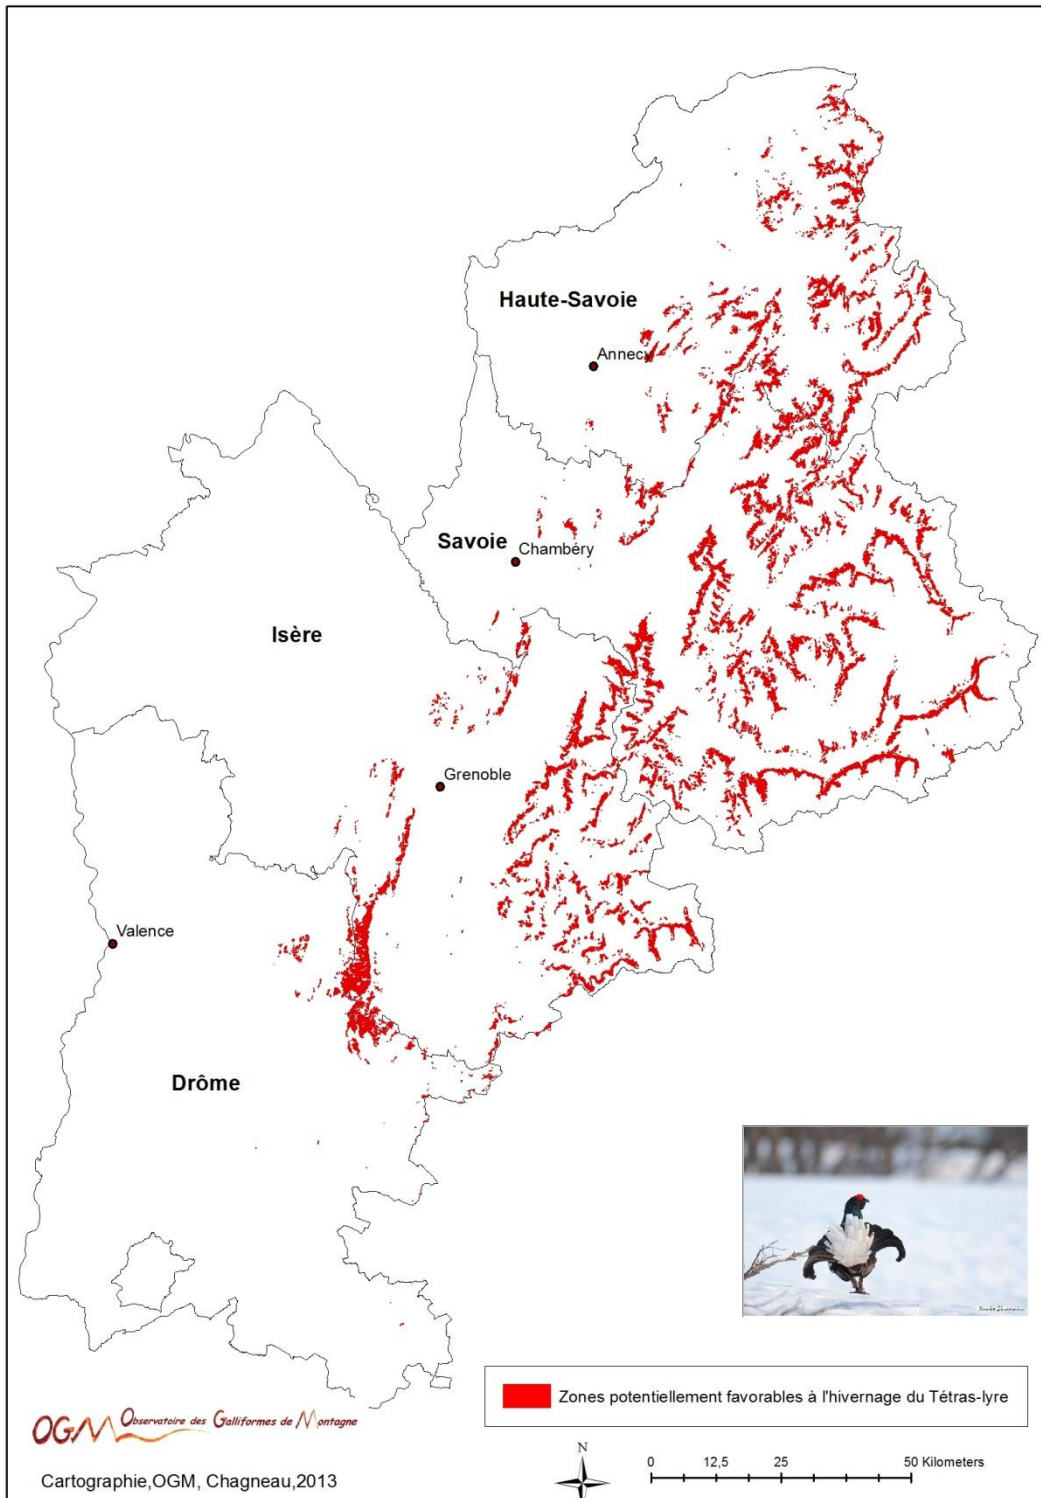 Haute-Savoie
Annecy
Savoie
Chambéry
Isère
Grenoble
Valence
Drôme
Zones potentiellement favorables à l'hivernage du Tétras-lyre
OGM Observatoire des Galliformes de Montagne
Cartographie,OGM, Chagneau,2013
N
0 12,5 25 50 Kilometers